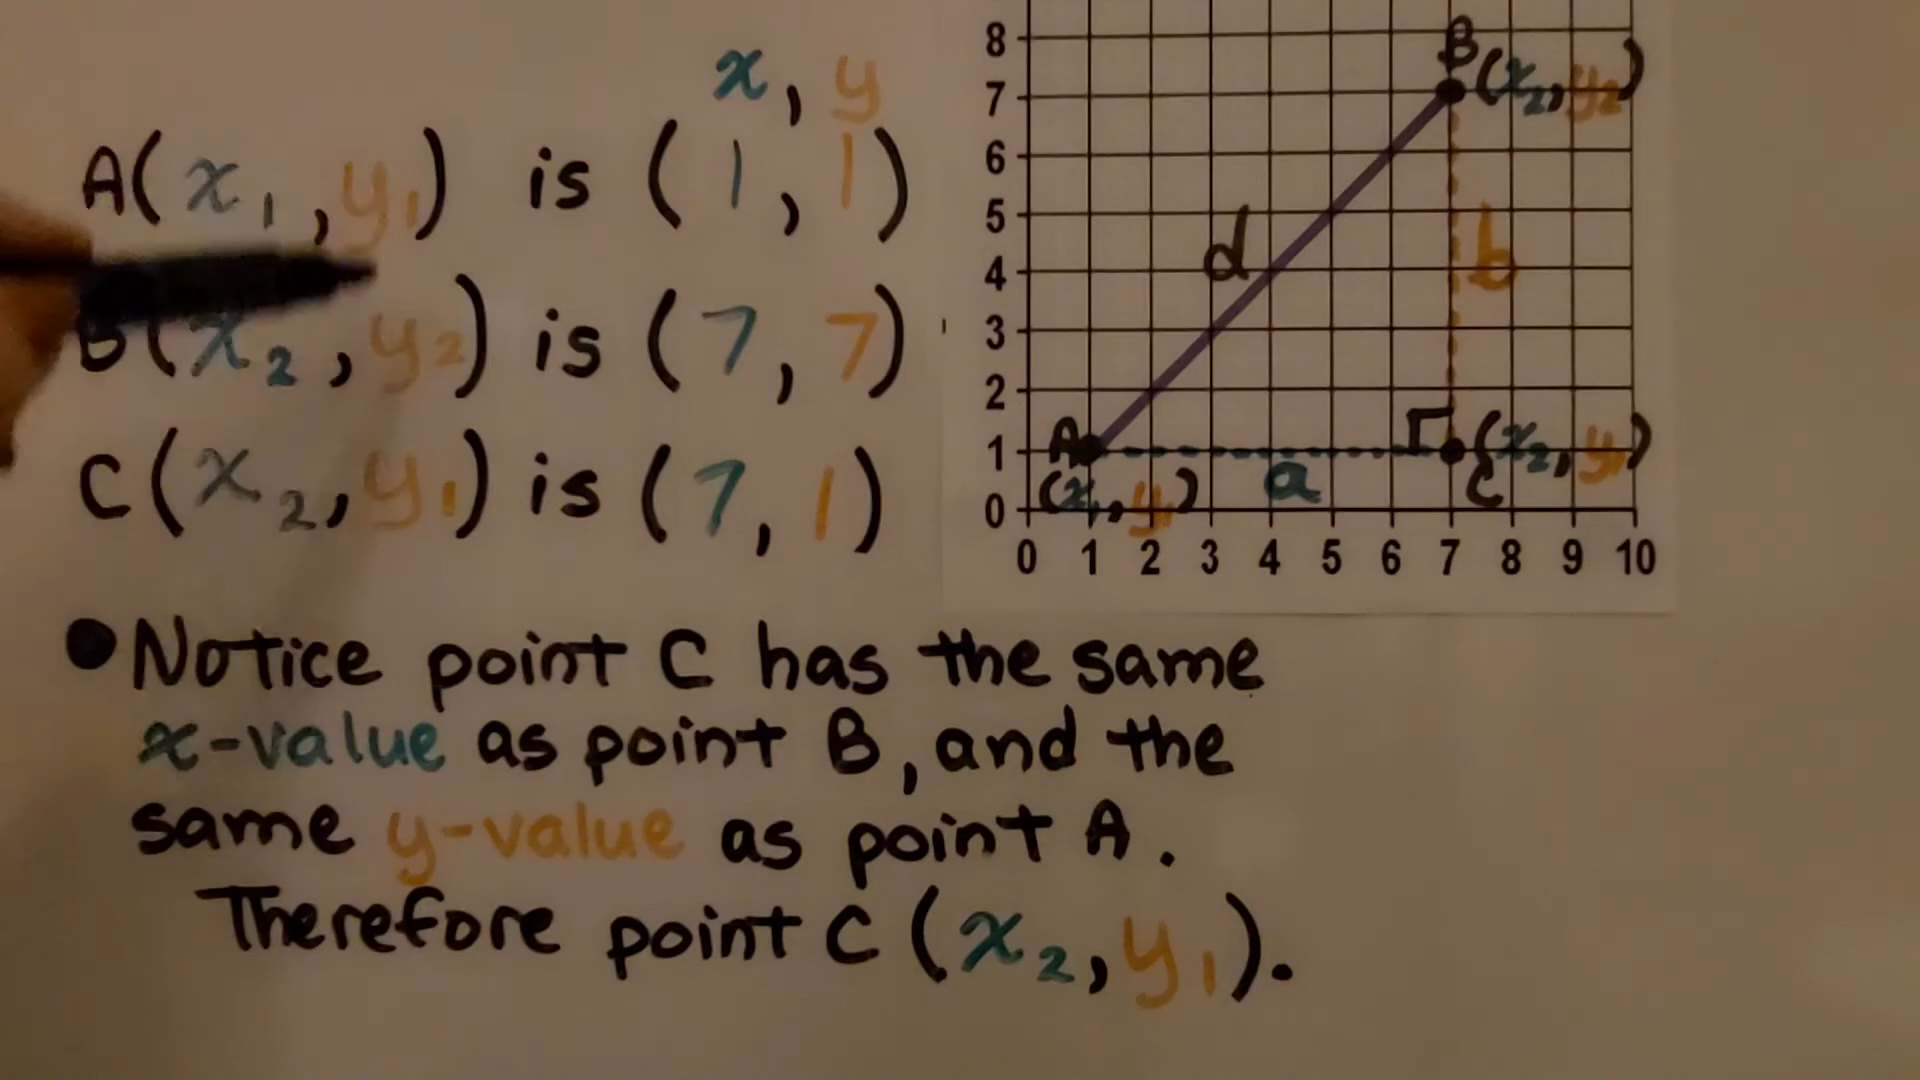 x, y
A(x₁, y₁) is (1, 1)
B(x₂, y₂) is (7, 7)
C(x₂, y₁) is (7, 1)
• Notice point C has the same
x-value as point B, and the
same y-value as point A.
Therefore point C (x₂, y₁).
8
B (x₂, y₂)
7
6
5
d
b
4
3
2
A
1
(x₂, y₁)
a
C
(x₁, y₁)
0
0 1 2 3 4 5 6 7 8 9 10